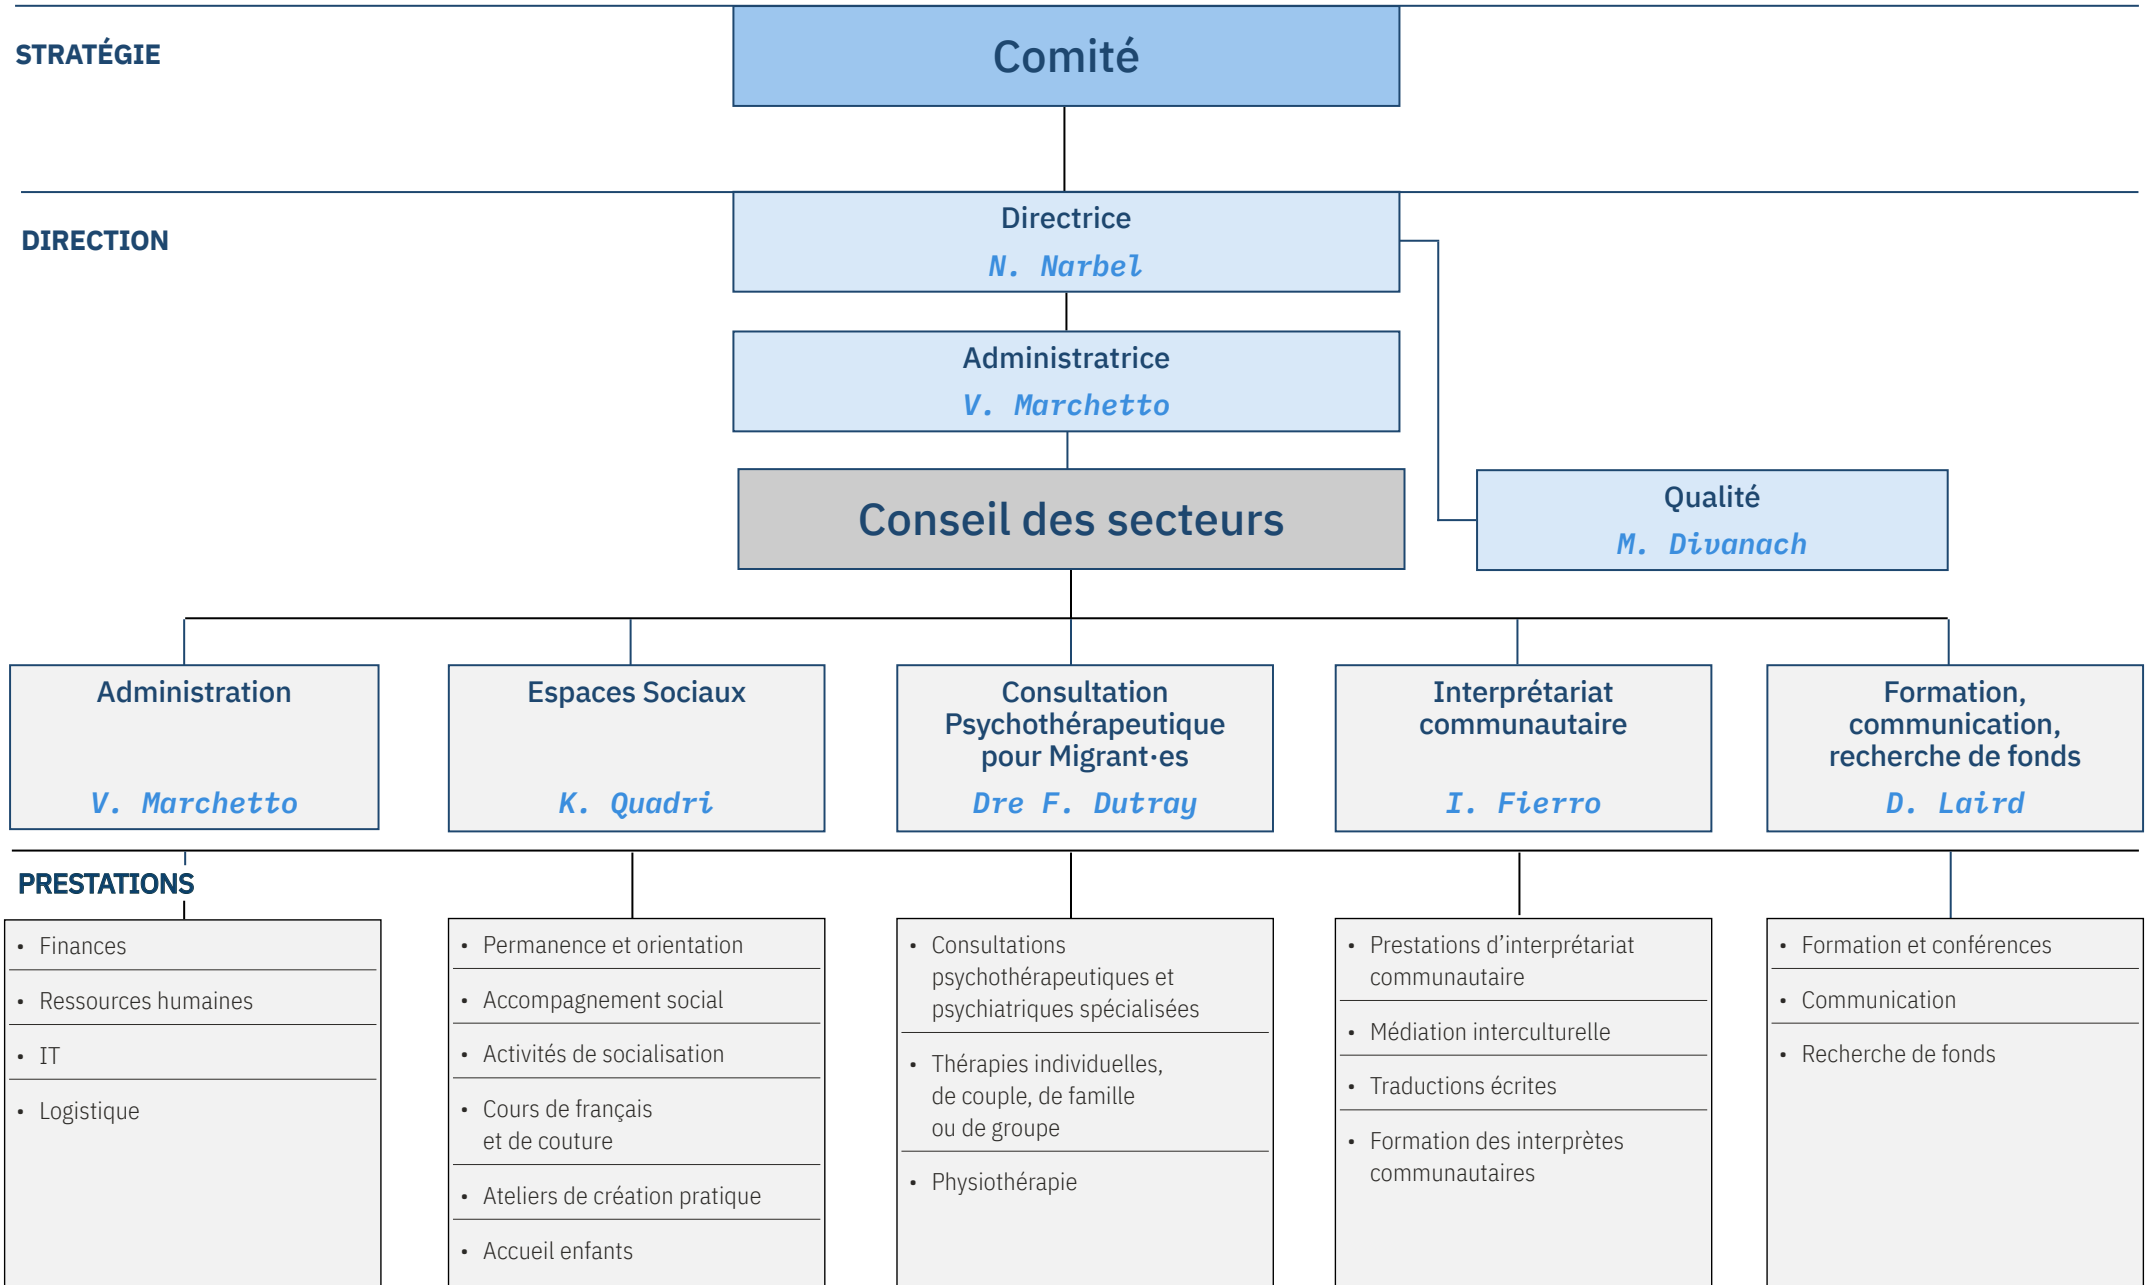 STRATÉGIE
Comité
DIRECTION
Directrice
N. Narbel
Administratrice
V. Marchetto
Conseil des secteurs
Qualité
M. Divanach
Administration
V. Marchetto
Espaces Sociaux
K. Quadri
Consultation
Psychothérapeutique
pour Migrant·es
Dre F. Dutray
Interprétariat
communautaire
I. Fierro
Formation,
communication,
recherche de fonds
D. Laird
PRESTATIONS
• Finances
• Ressources humaines
• IT
• Logistique
• Permanence et orientation
• Accompagnement social
• Activités de socialisation
• Cours de français
et de couture
• Ateliers de création pratique
• Accueil enfants
• Consultations
psychothérapeutiques et
psychiatriques spécialisées
• Thérapies individuelles,
de couple, de famille
ou de groupe
• Physiothérapie
• Prestations d’interprétariat
communautaire
• Médiation interculturelle
• Traductions écrites
• Formation des interprètes
communautaires
• Formation et conférences
• Communication
• Recherche de fonds